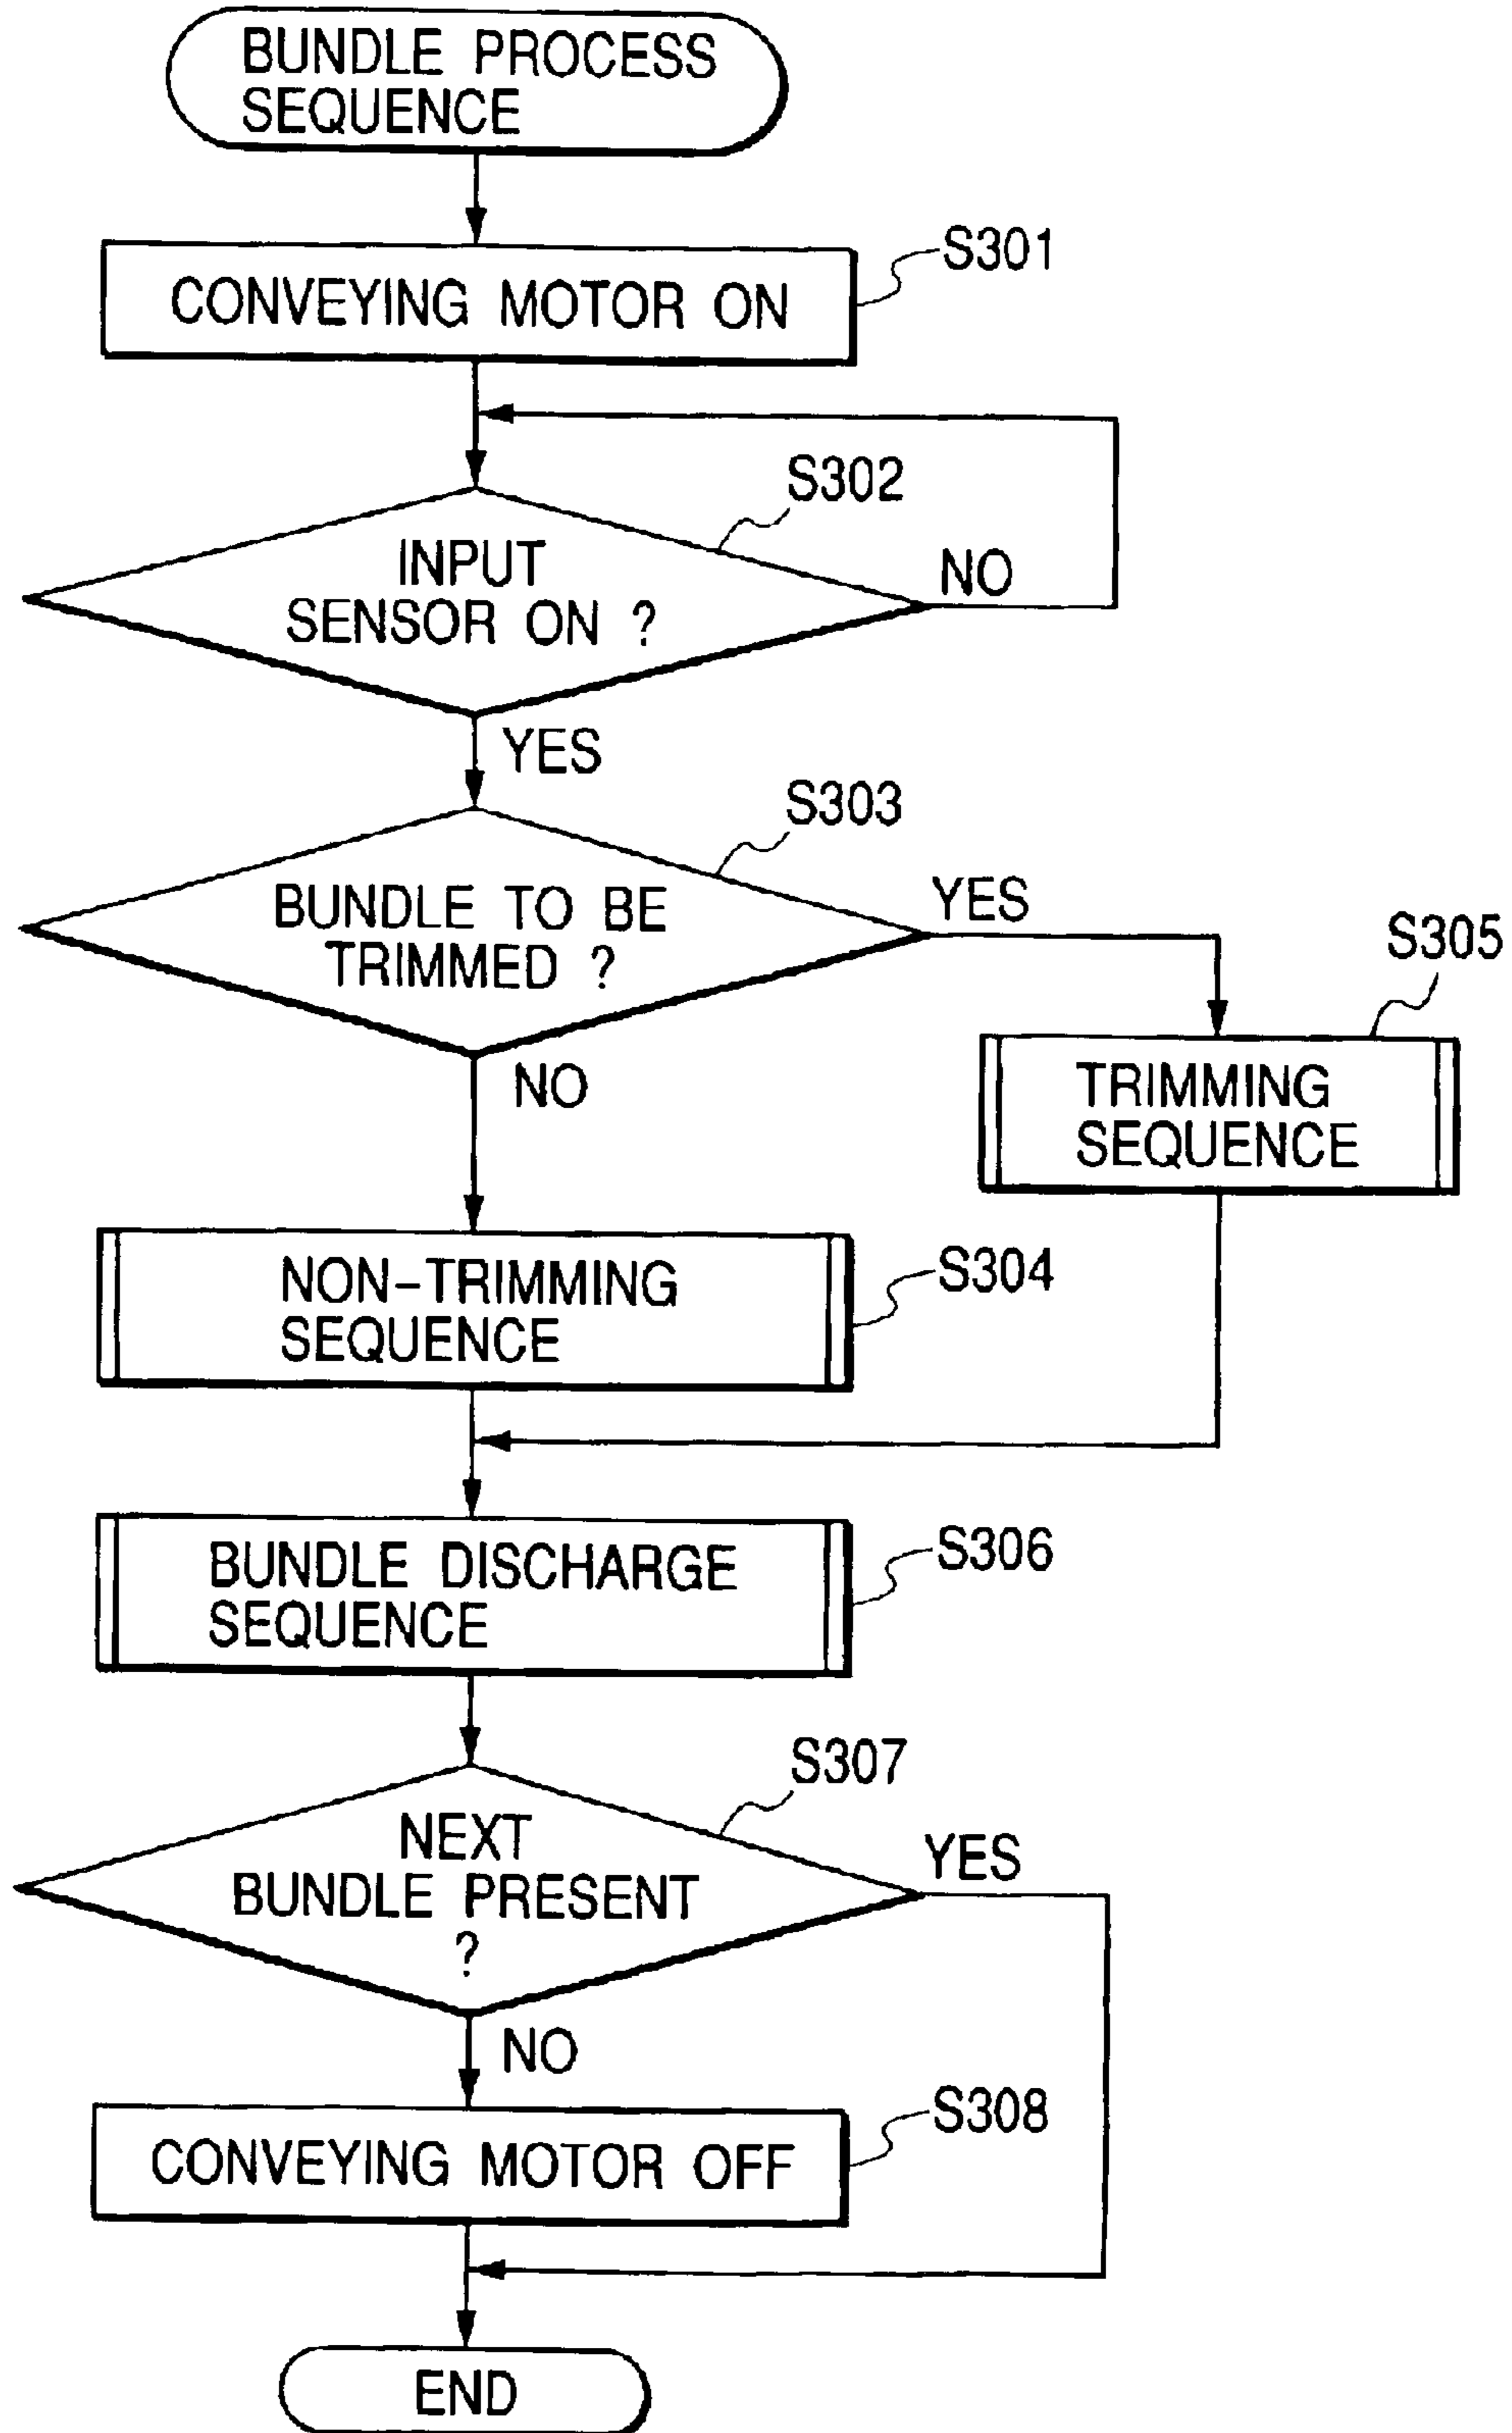 BUNDLE PROCESS
SEQUENCE
S301
CONVEYING MOTOR ON
S302
INPUT
SENSOR ON ?
NO
YES
S303
BUNDLE TO BE
TRIMMED ?
YES
NO
S305
TRIMMING
SEQUENCE
S304
NON-TRIMMING
SEQUENCE
S306
BUNDLE DISCHARGE
SEQUENCE
S307
NEXT
BUNDLE PRESENT
?
YES
NO
S308
CONVEYING MOTOR OFF
END